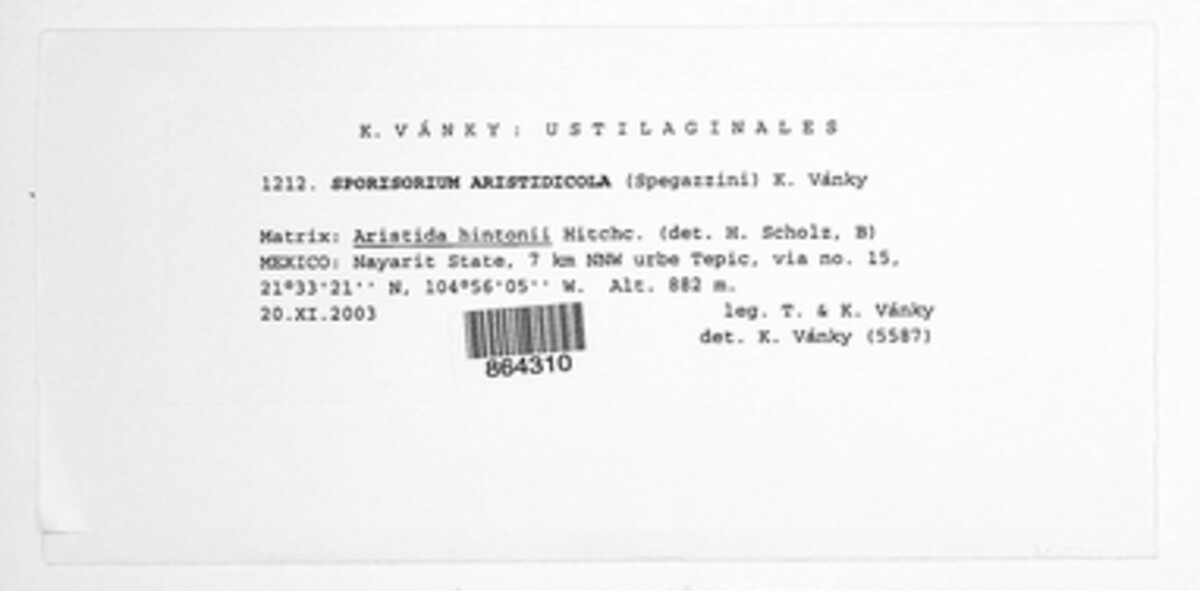 K. VÁNKY: USTILAGINALES
1212. SPORISORIUM ARISTIDICOLA (Spegazzini) K. Vánky
Matrix: Aristida hintonii Hitchc. (det. H. Scholz, B)
MEXICO: Nayarit State, 7 km NNW urbe Tepic, via no. 15,
21°33'21'' N, 104°56'05'' W. Alt. 882 m.
20.XI.2003 leg. T. & K. Vánky
det. K. Vánky (5587)
864310